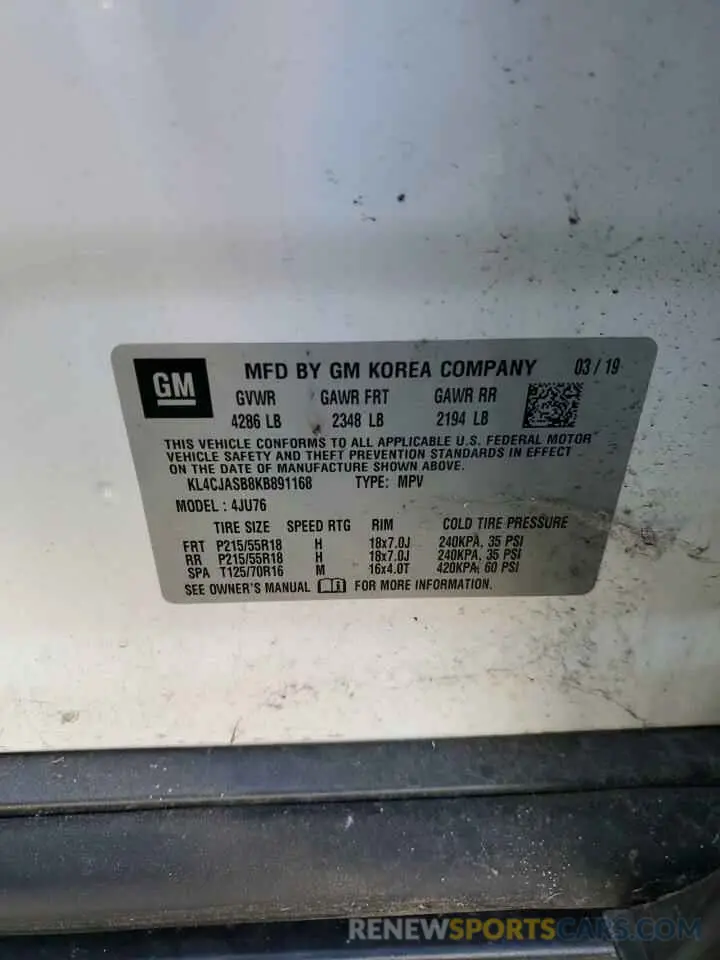 GM MFD BY GM KOREA COMPANY 03 / 19
GVWR GAWR FRT GAWR RR
4286 LB 2348 LB 2194 LB
THIS VEHICLE CONFORMS TO ALL APPLICABLE U.S. FEDERAL MOTOR
VEHICLE SAFETY AND THEFT PREVENTION STANDARDS IN EFFECT
ON THE DATE OF MANUFACTURE SHOWN ABOVE.
KL4CJASB8KB891168 TYPE: MPV
MODEL : 4JU76
TIRE SIZE SPEED RTG RIM COLD TIRE PRESSURE
FRT P215/55R18 H 18x7.0J 240KPA, 35 PSI
RR P215/55R18 H 18x7.0J 240KPA, 35 PSI
SPA T125/70R16 M 16x4.0T 420KPA, 60 PSI
SEE OWNER'S MANUAL FOR MORE INFORMATION.
RENEWSPORTSCARS.COM